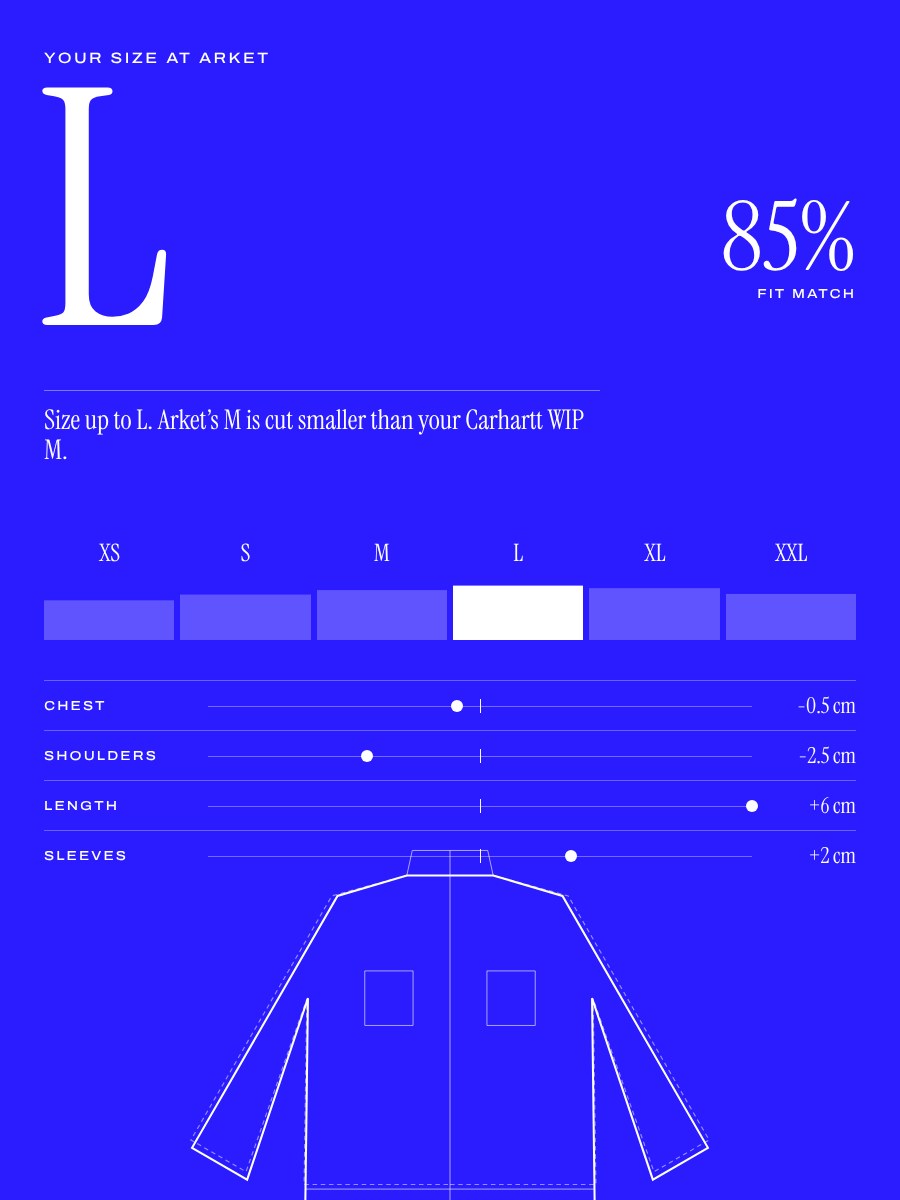 YOUR SIZE AT ARKET
L
85%
FIT MATCH
Size up to L. Arket’s M is cut smaller than your Carhartt WIP
M.
XS S M L XL XXL
CHEST -0.5 cm
SHOULDERS -2.5 cm
LENGTH +6 cm
SLEEVES +2 cm